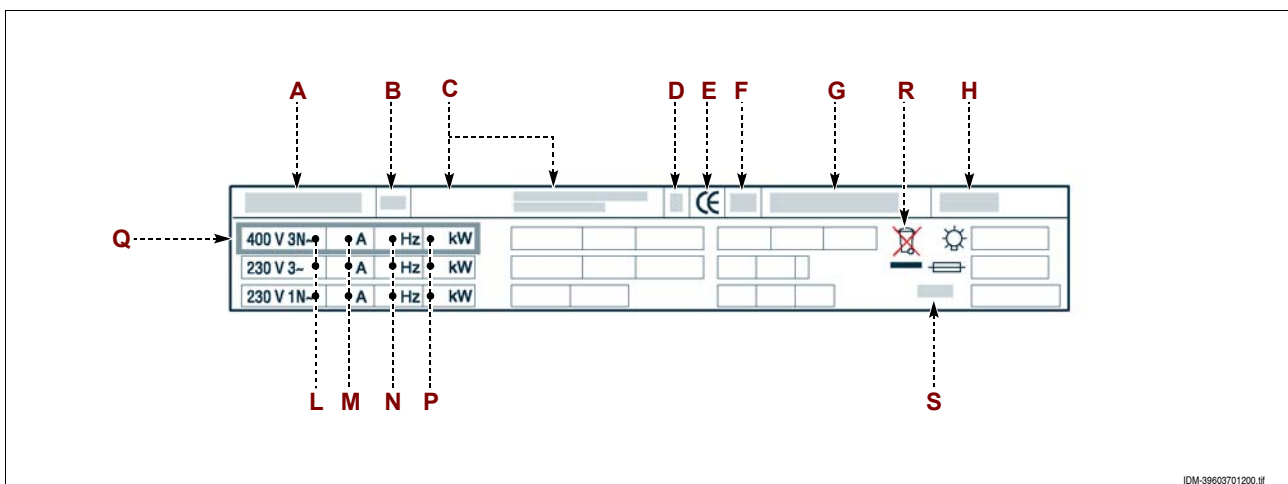 A B C D E F G R H
CE
Q
400 V 3N~ A Hz kW
230 V 3~ A Hz kW
230 V 1N~ A Hz kW
L M N P S
IDM-39603701200.tif